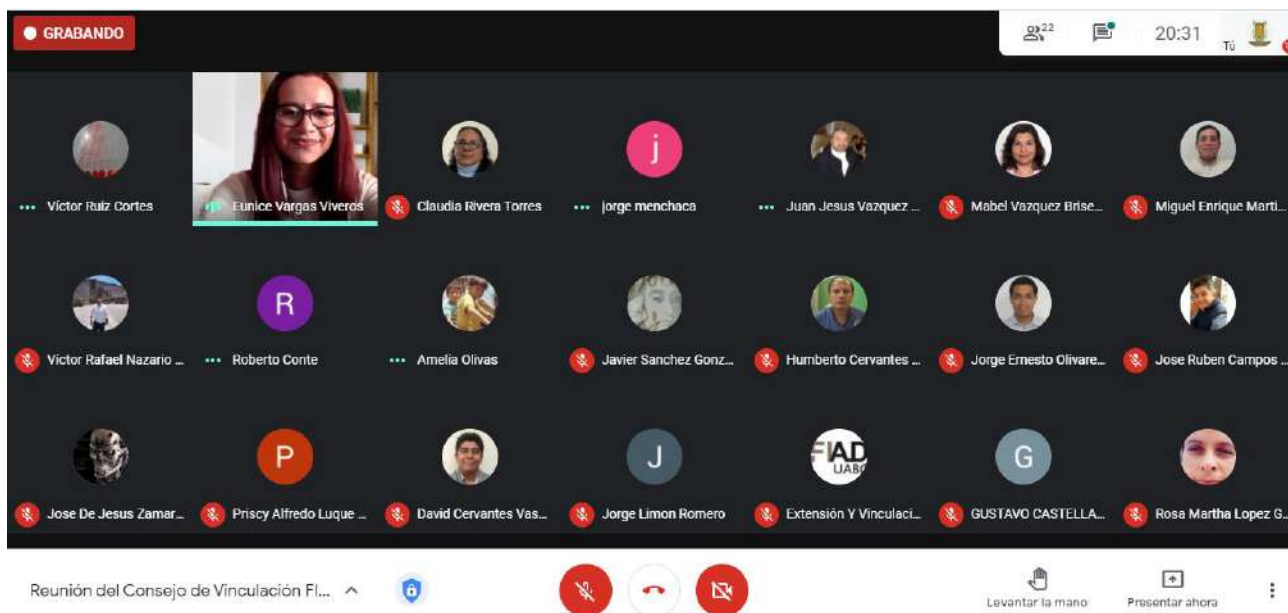 GRABANDO
22
20:31
Tú
j
Víctor Ruiz Cortes
Eunice Vargas Viveros
Claudia Rivera Torres
jorge menchaca
Juan Jesus Vazquez ...
Mabel Vazquez Brise...
Miguel Enrique Marti...
R
Víctor Rafael Nazario ...
Roberto Conte
Amelia Olivas
Javier Sanchez Gonz...
Humberto Cervantes ...
Jorge Ernesto Olivare...
Jose Ruben Campos ...
P
J
FIAD
UABC
G
Jose De Jesus Zamar...
Priscy Alfredo Luque ...
David Cervantes Vas...
Jorge Limon Romero
Extensión Y Vinculaci...
GUSTAVO CASTELLA...
Rosa Martha Lopez G...
Reunión del Consejo de Vinculación FI...
Levantar la mano
Presentar ahora